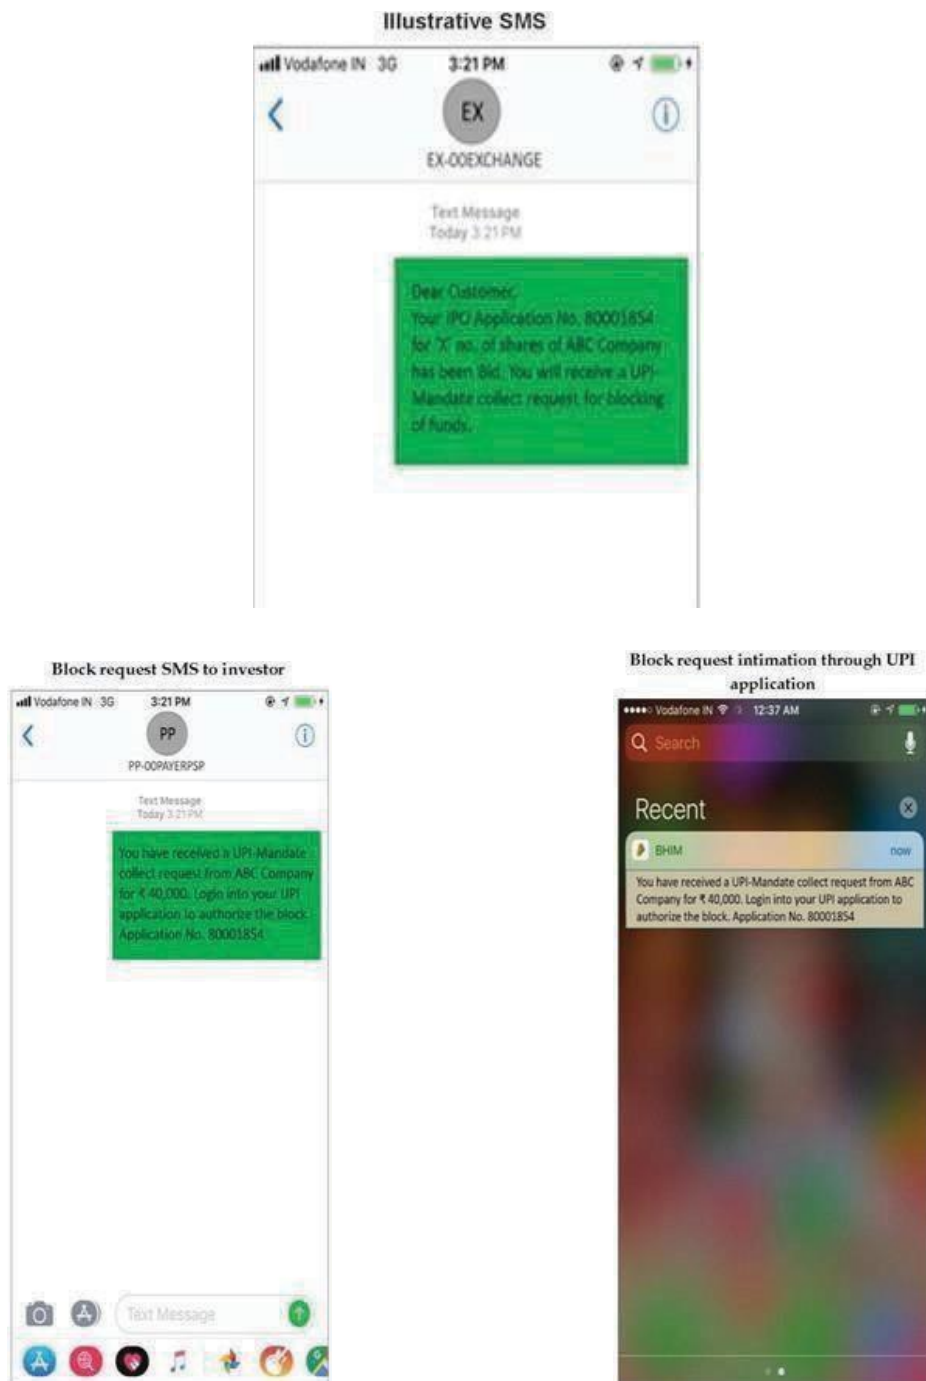 Illustrative SMS
Vodafone IN 3G 3:21 PM
EX
EX-OOEXCHANGE
Text Message
Today 3:21 PM
Dear Customer,
Your IPO Application No. 80001854
for 'X' no. of shares of ABC Company
has been Bid. You will receive a UPI-
Mandate collect request for blocking
of funds.
Block request SMS to investor
Vodafone IN 3G 3:21 PM
PP
PP-OOPAYERPSP
Text Message
Today 3:21 PM
You have received a UPI-Mandate
collect request from ABC Company
for ₹ 40,000. Login into your UPI
application to authorize the block.
Application No. 80001854
Text Message
Block request intimation through UPI
application
Vodafone IN 12:37 AM
Search
Recent
BHIM now
You have received a UPI-Mandate collect request from ABC
Company for ₹ 40,000. Login into your UPI application to
authorize the block. Application No. 80001854